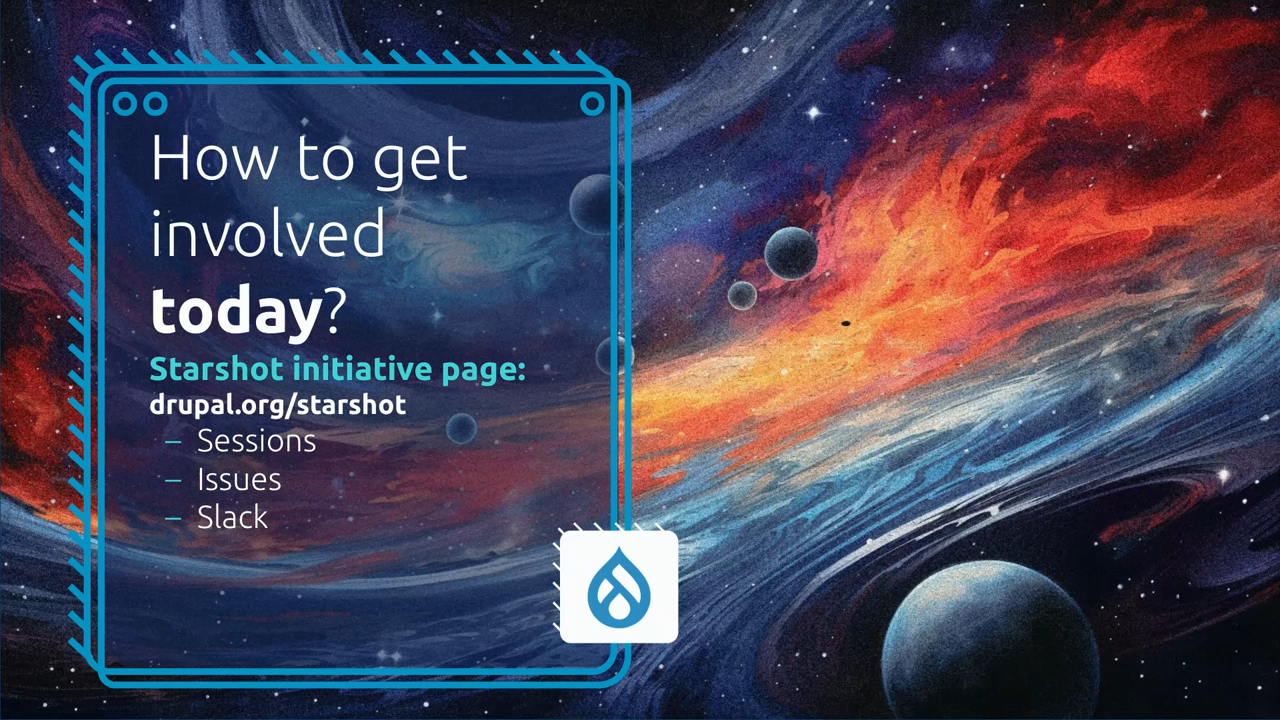 How to get
involved
today?
Starshot initiative page:
drupal.org/starshot
– Sessions
– Issues
– Slack